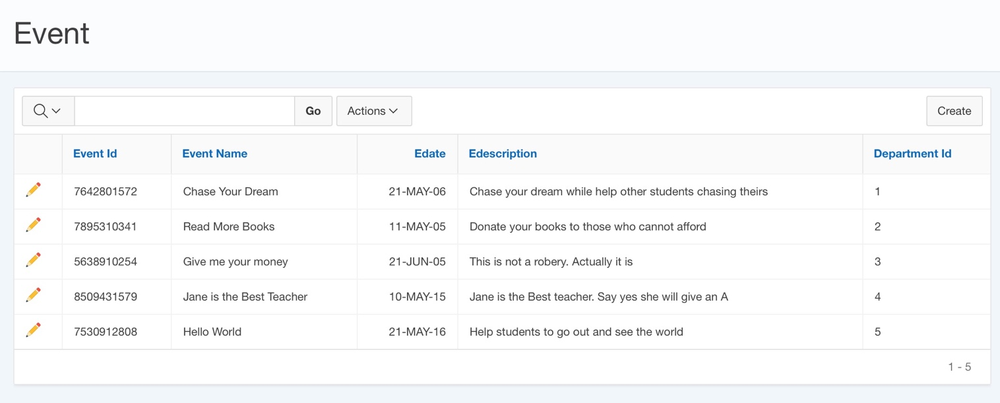 Event
Go Actions Create
Event Id Event Name Edate Edescription Department Id
7642801572 Chase Your Dream 21-MAY-06 Chase your dream while help other students chasing theirs 1
7895310341 Read More Books 11-MAY-05 Donate your books to those who cannot afford 2
5638910254 Give me your money 21-JUN-05 This is not a robery. Actually it is 3
8509431579 Jane is the Best Teacher 10-MAY-15 Jane is the Best teacher. Say yes she will give an A 4
7530912808 Hello World 21-MAY-16 Help students to go out and see the world 5
1 - 5